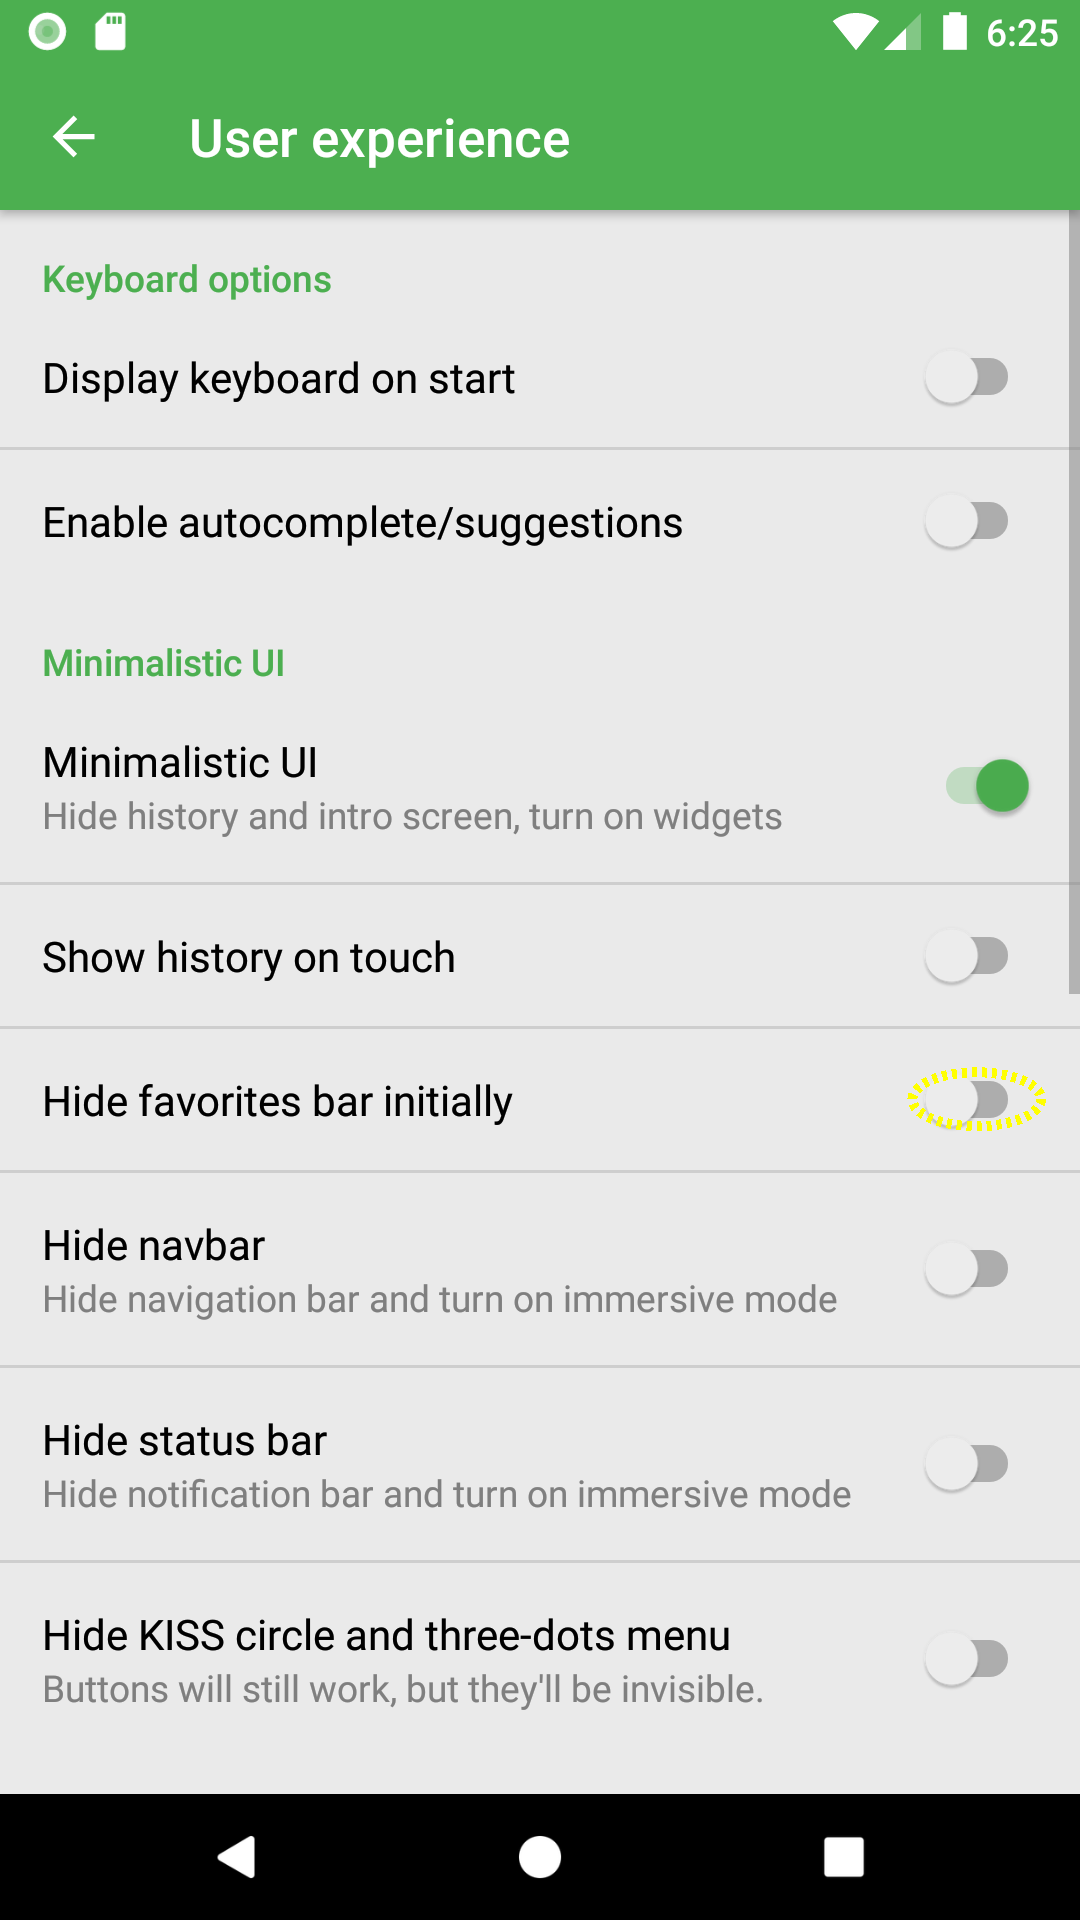 6:25
User experience
Keyboard options
Display keyboard on start
Enable autocomplete/suggestions
Minimalistic UI
Minimalistic UI
Hide history and intro screen, turn on widgets
Show history on touch
Hide favorites bar initially
Hide navbar
Hide navigation bar and turn on immersive mode
Hide status bar
Hide notification bar and turn on immersive mode
Hide KISS circle and three-dots menu
Buttons will still work, but they'll be invisible.